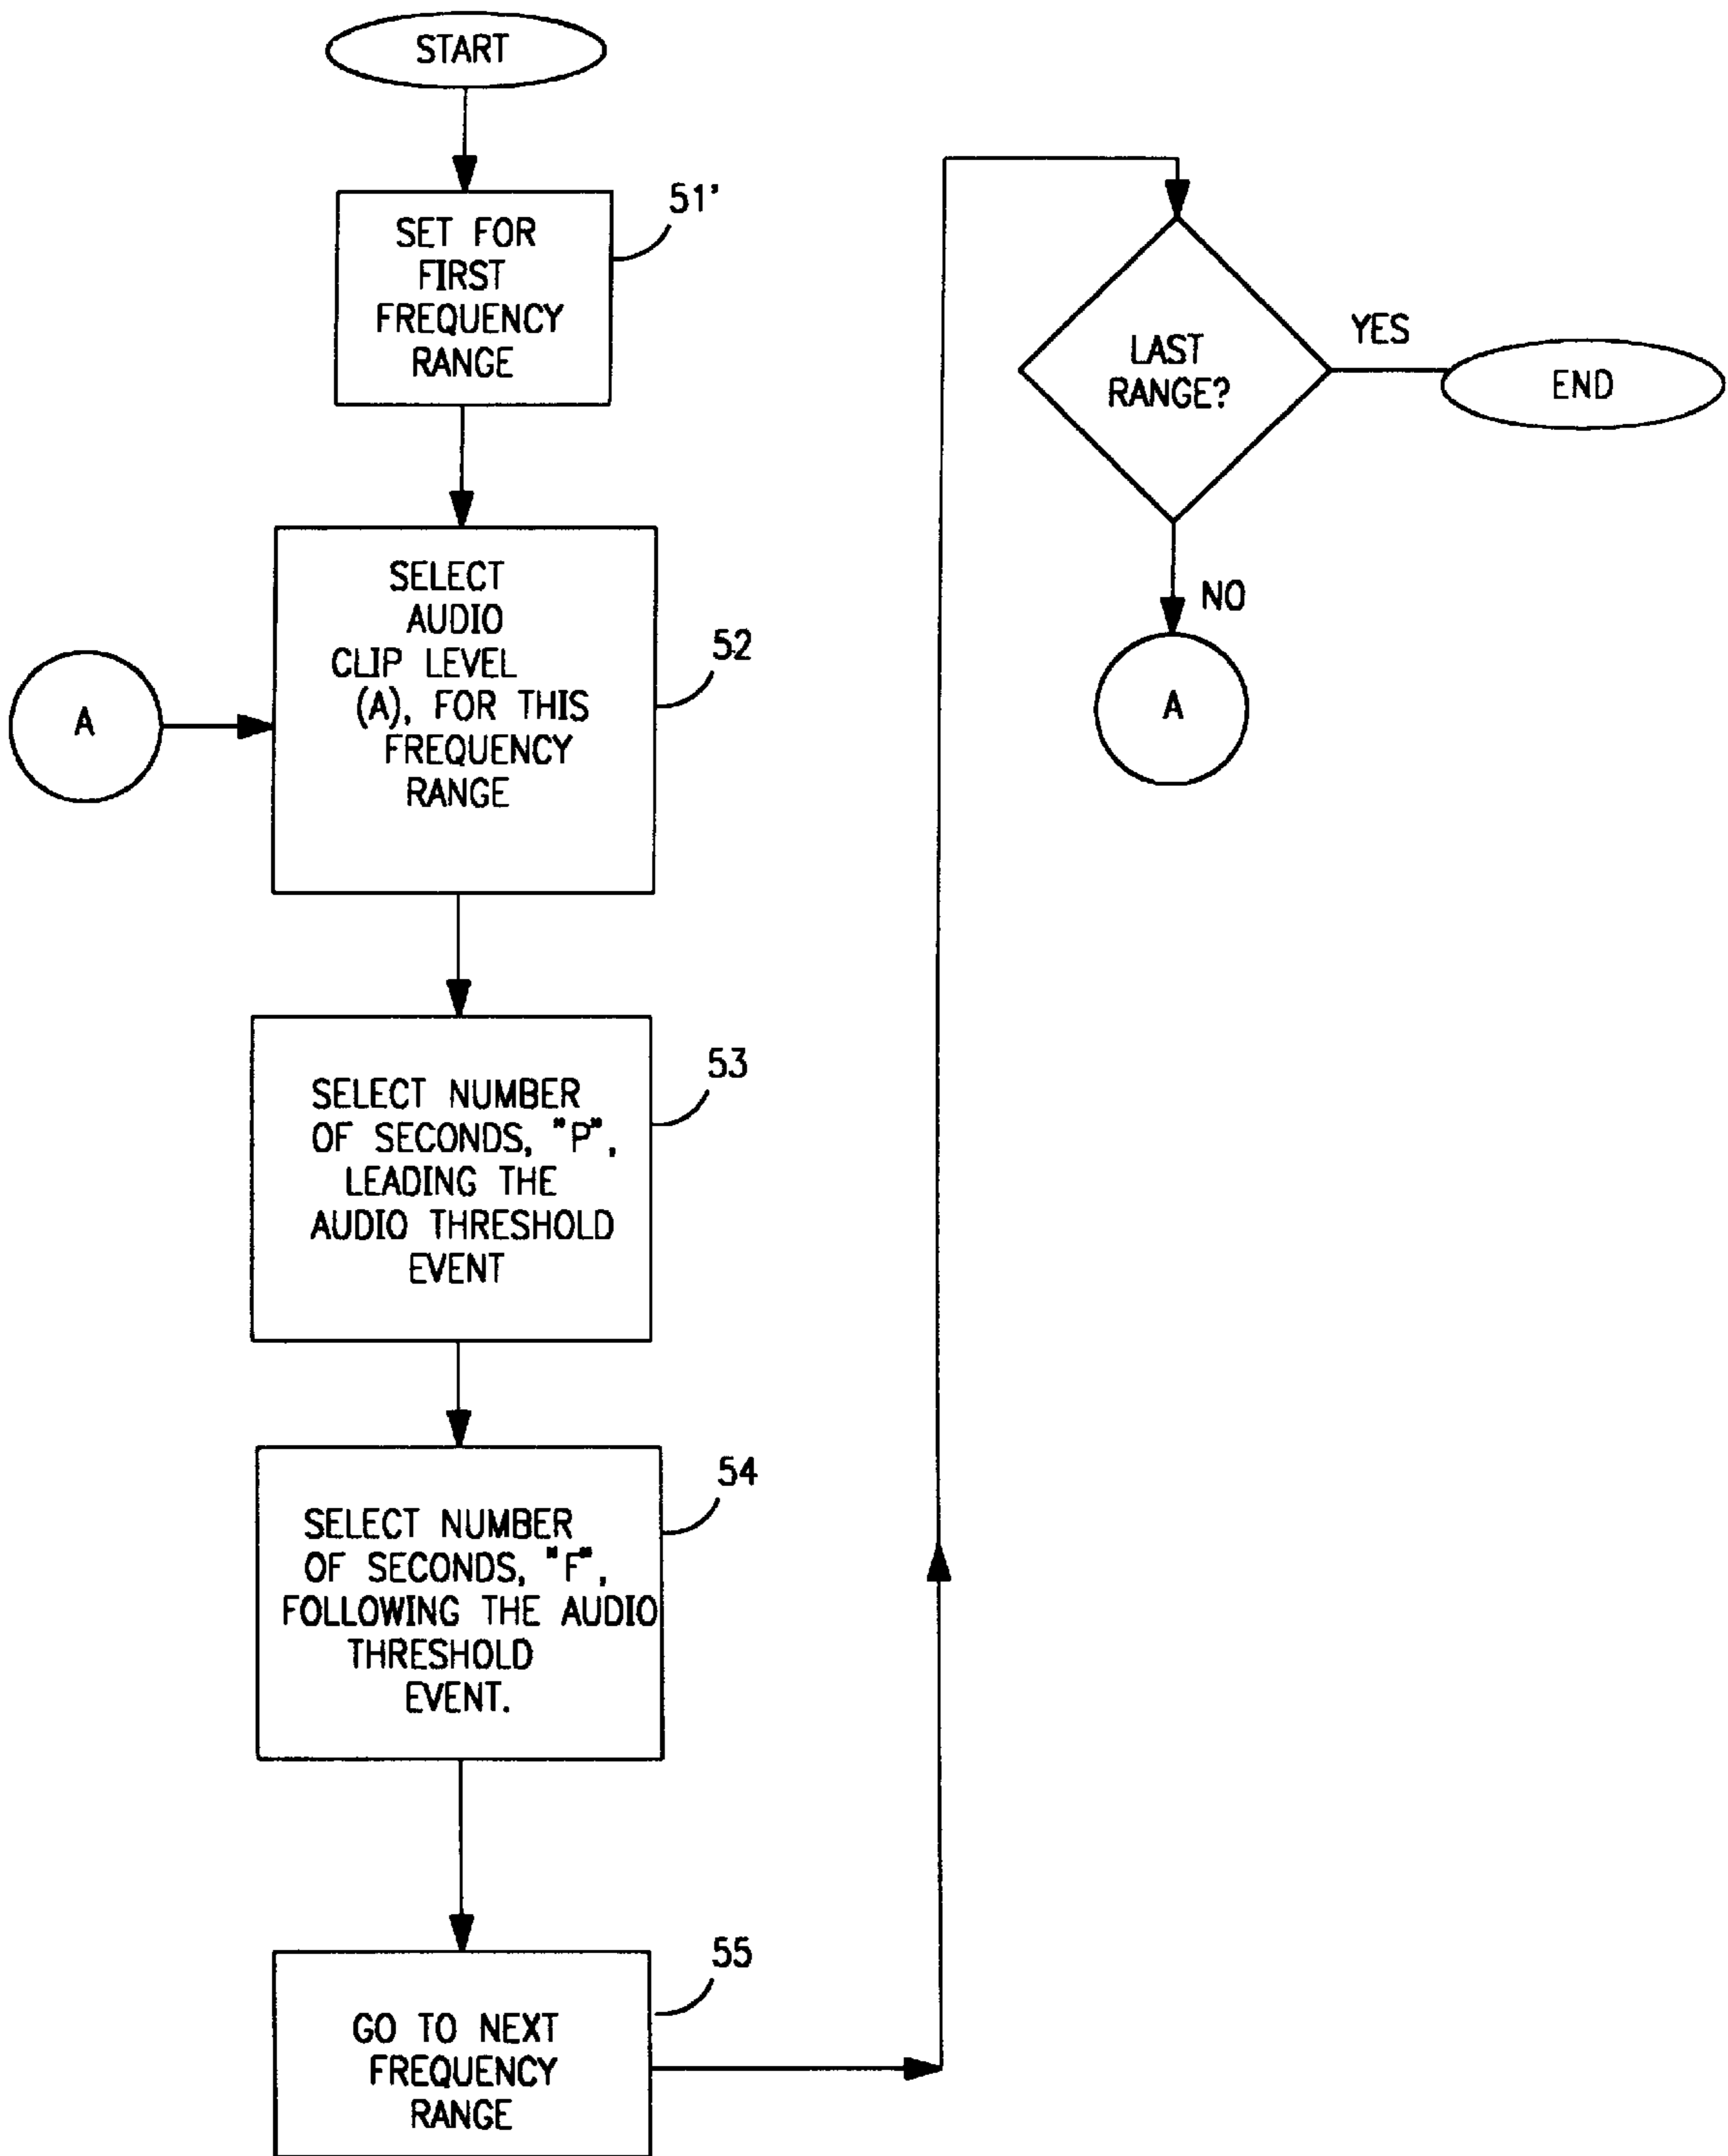 START
SET FOR
FIRST
FREQUENCY
RANGE
51'
SELECT
AUDIO
CLIP LEVEL
(A), FOR THIS
FREQUENCY
RANGE
52
A
SELECT NUMBER
OF SECONDS, "P",
LEADING THE
AUDIO THRESHOLD
EVENT
53
SELECT NUMBER
OF SECONDS, "F",
FOLLOWING THE AUDIO
THRESHOLD
EVENT.
54
GO TO NEXT
FREQUENCY
RANGE
55
LAST
RANGE?
YES
END
NO
A